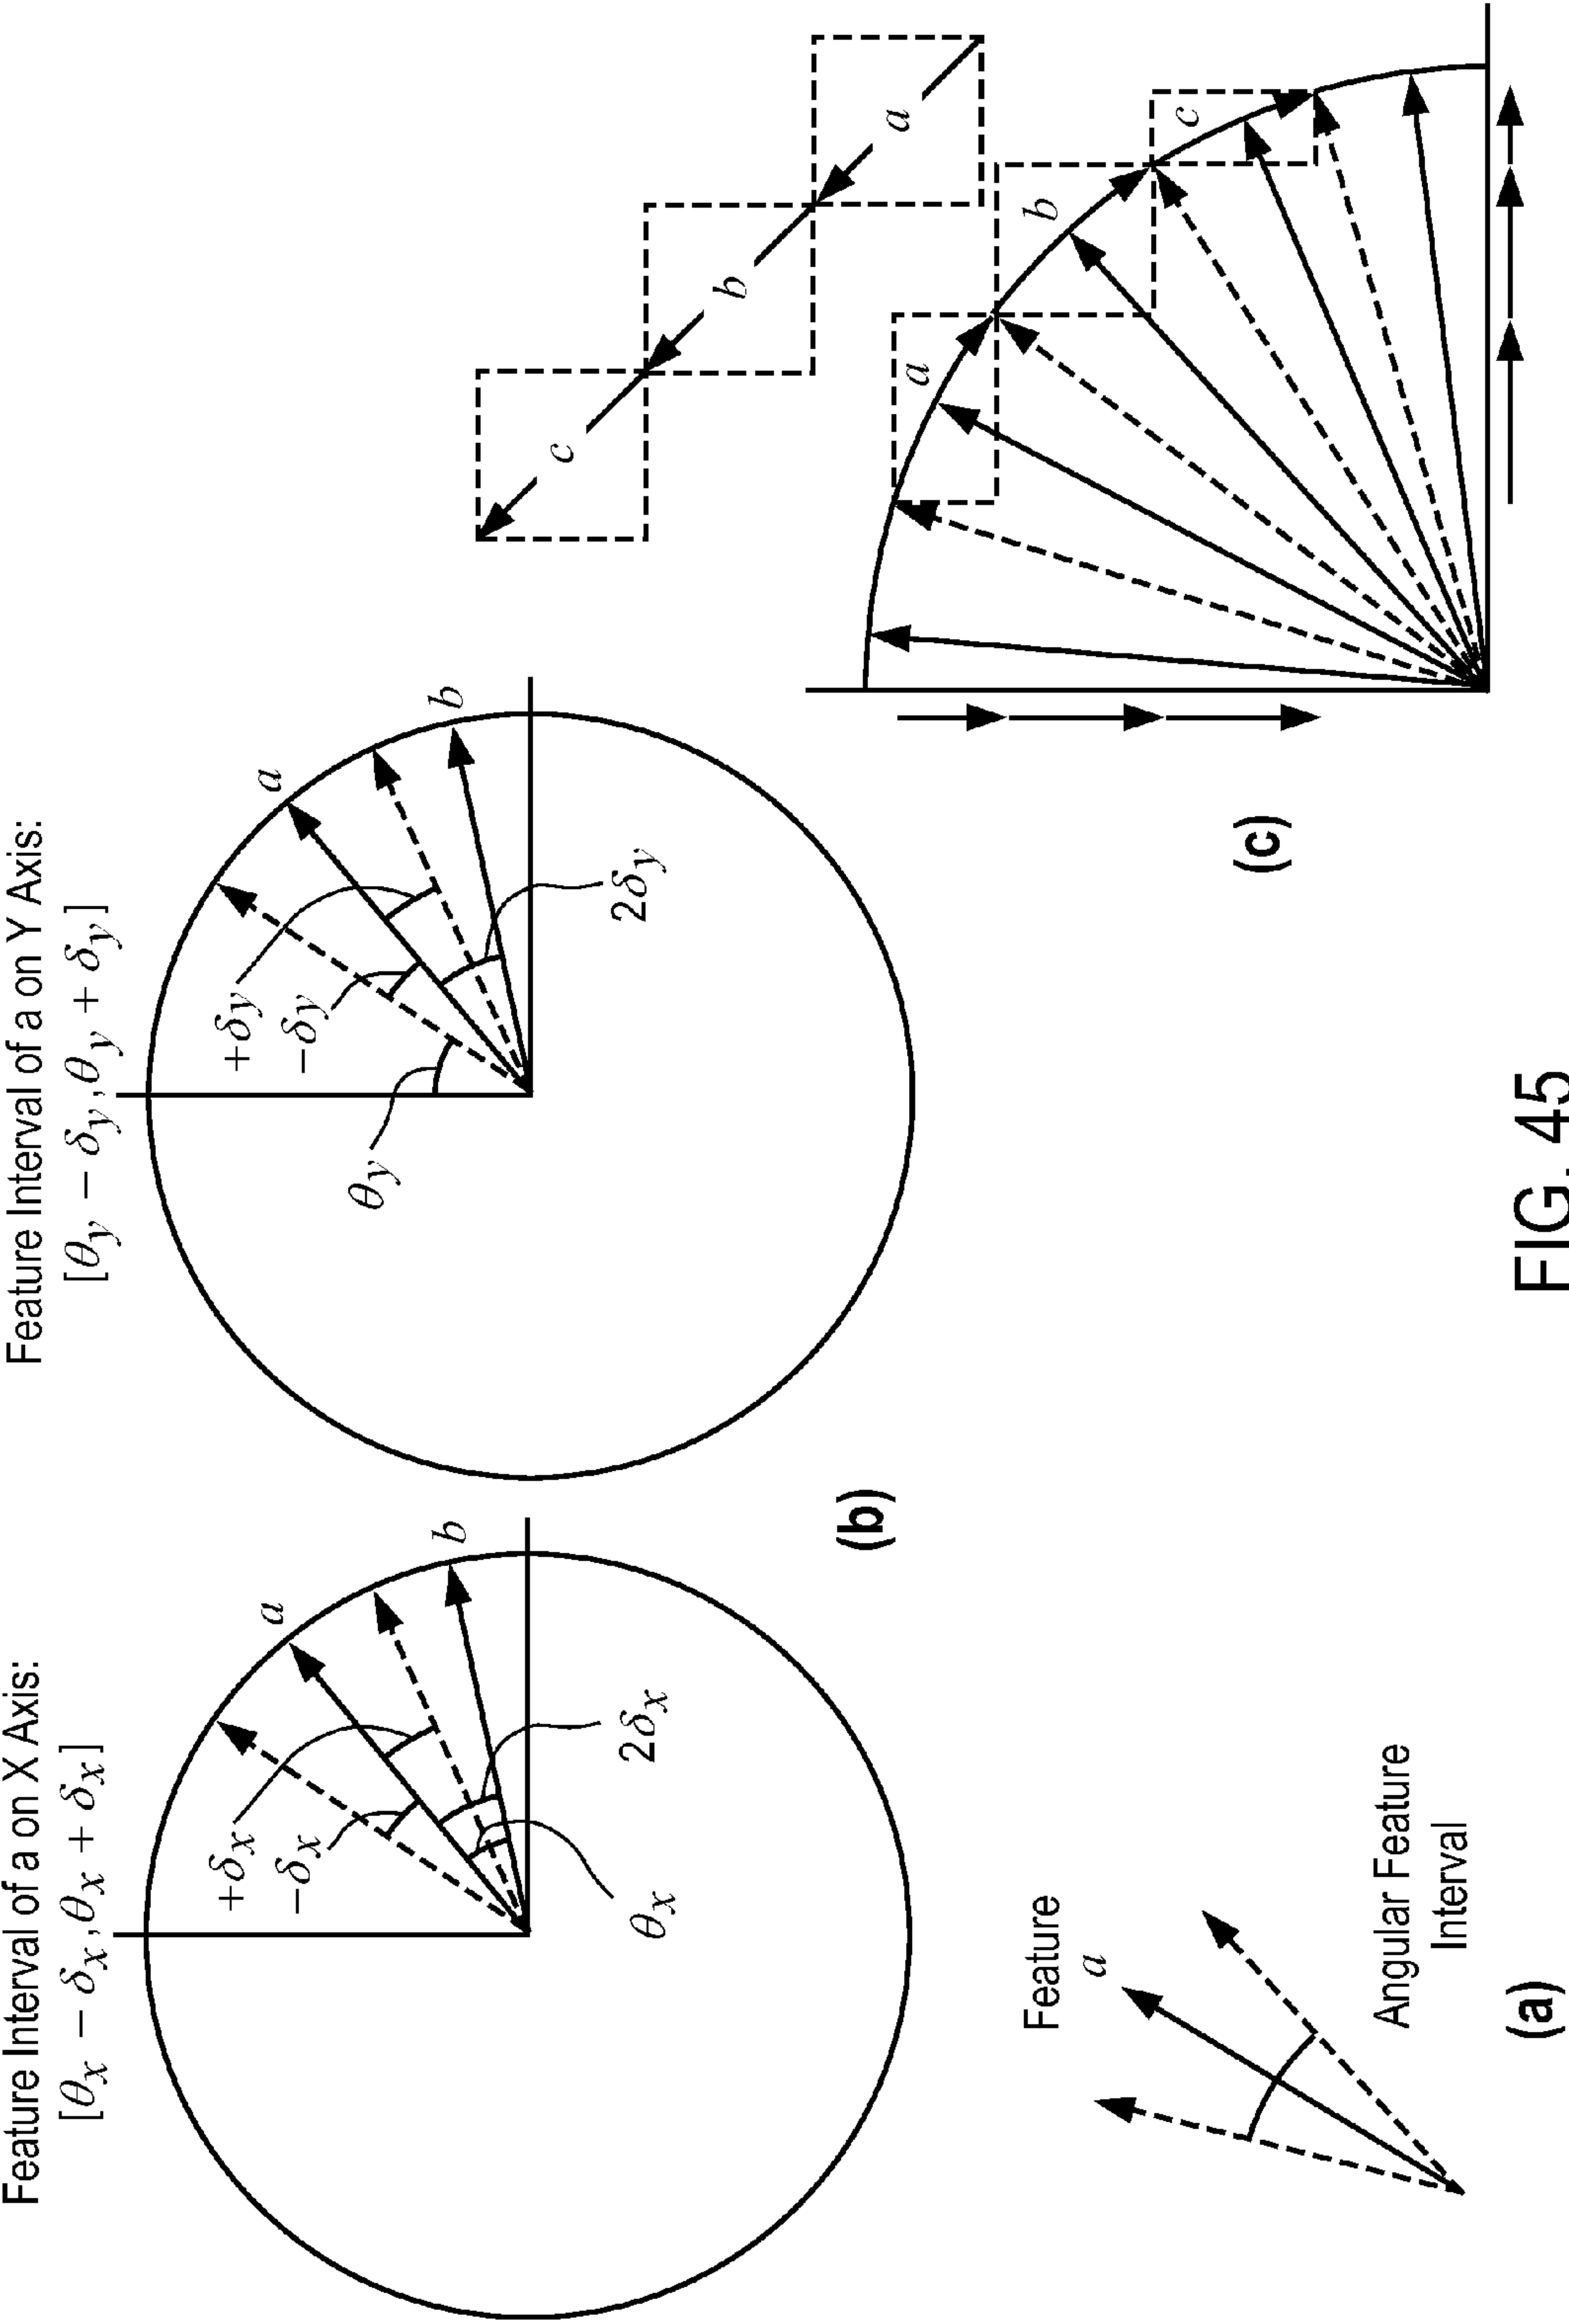 Feature Interval of a on X Axis:
[θx − δx, θx + δx]
+δx
−δx
a
b
2δx
θx
Feature Interval of a on Y Axis:
[θy − δy, θy + δy]
+δy
−δy
θy
a
b
2δy
(b)
Feature
a
Angular Feature
Interval
(a)
c
b
a
a
b
c
(c)
FIG. 45